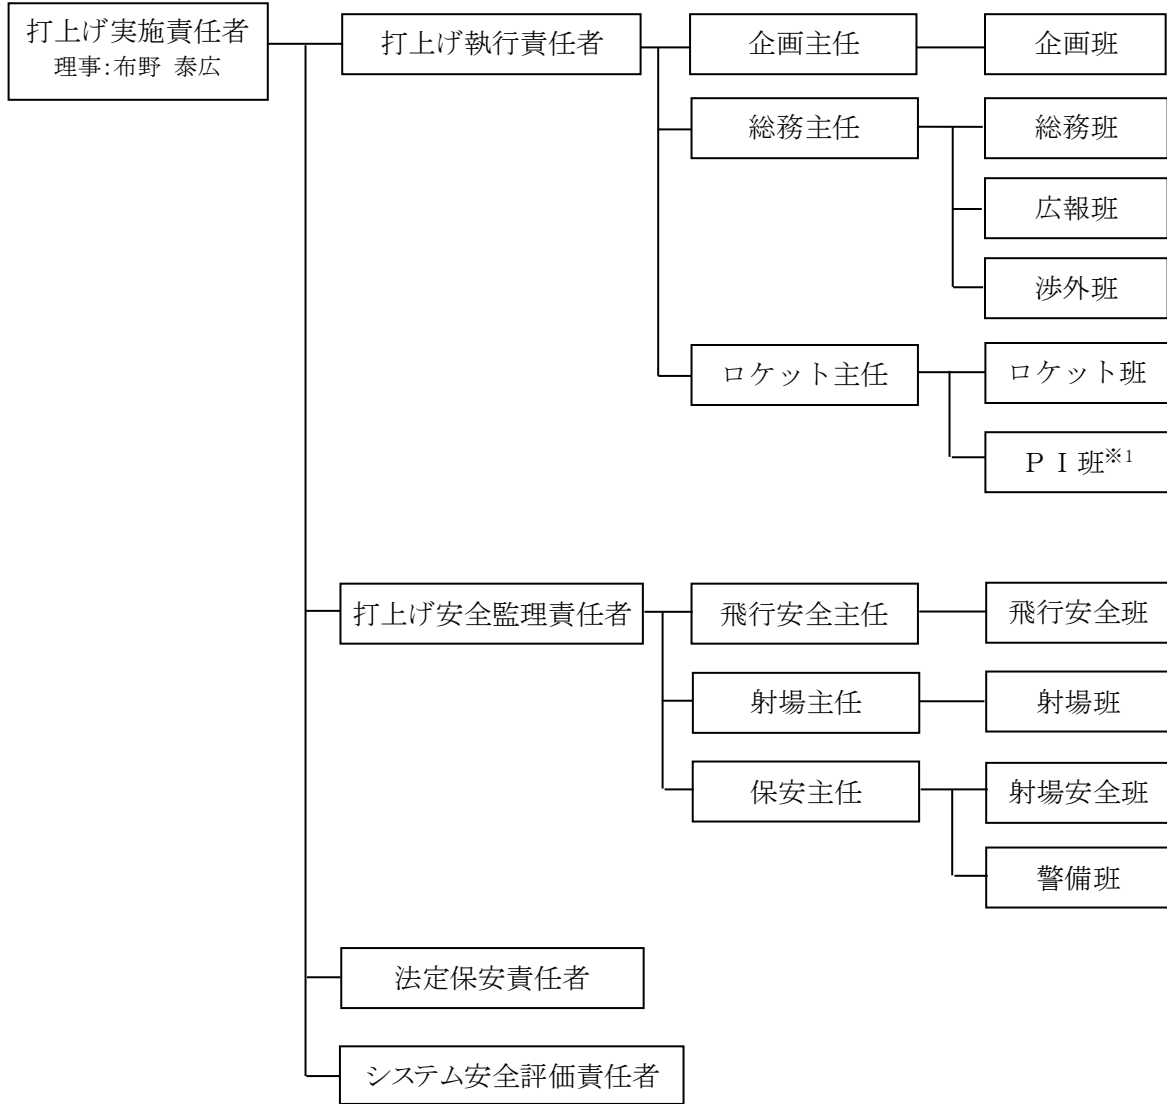 打上げ実施責任者
理事：布野 泰広
打上げ執行責任者
企画主任
企画班
総務主任
総務班
広報班
渉外班
ロケット主任
ロケット班
ＰＩ班※1
打上げ安全監理責任者
飛行安全主任
飛行安全班
射場主任
射場班
保安主任
射場安全班
警備班
法定保安責任者
システム安全評価責任者